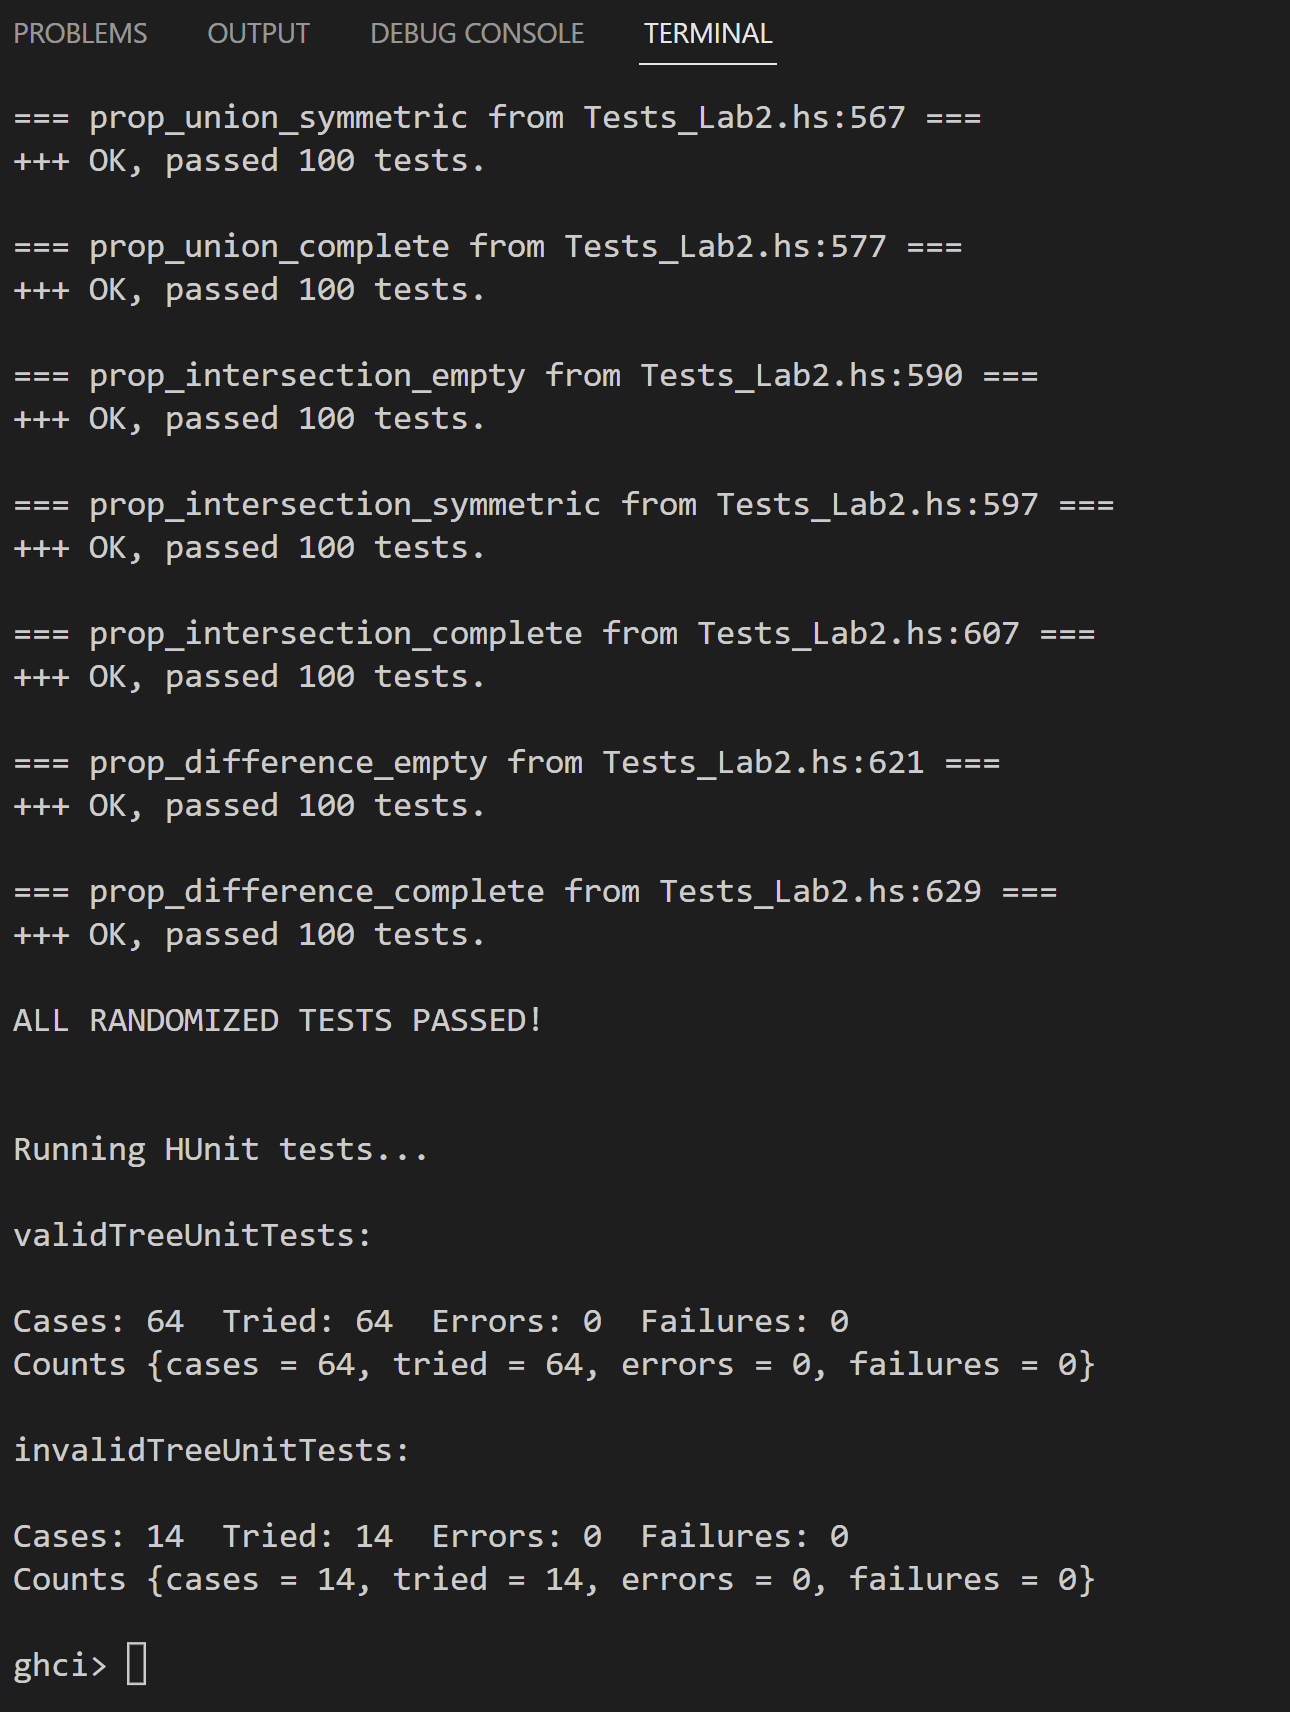 PROBLEMS OUTPUT DEBUG CONSOLE TERMINAL
=== prop_union_symmetric from Tests_Lab2.hs:567 ===
+++ OK, passed 100 tests.
=== prop_union_complete from Tests_Lab2.hs:577 ===
+++ OK, passed 100 tests.
=== prop_intersection_empty from Tests_Lab2.hs:590 ===
+++ OK, passed 100 tests.
=== prop_intersection_symmetric from Tests_Lab2.hs:597 ===
+++ OK, passed 100 tests.
=== prop_intersection_complete from Tests_Lab2.hs:607 ===
+++ OK, passed 100 tests.
=== prop_difference_empty from Tests_Lab2.hs:621 ===
+++ OK, passed 100 tests.
=== prop_difference_complete from Tests_Lab2.hs:629 ===
+++ OK, passed 100 tests.
ALL RANDOMIZED TESTS PASSED!
Running HUnit tests...
validTreeUnitTests:
Cases: 64  Tried: 64  Errors: 0  Failures: 0
Counts {cases = 64, tried = 64, errors = 0, failures = 0}
invalidTreeUnitTests:
Cases: 14  Tried: 14  Errors: 0  Failures: 0
Counts {cases = 14, tried = 14, errors = 0, failures = 0}
ghci>